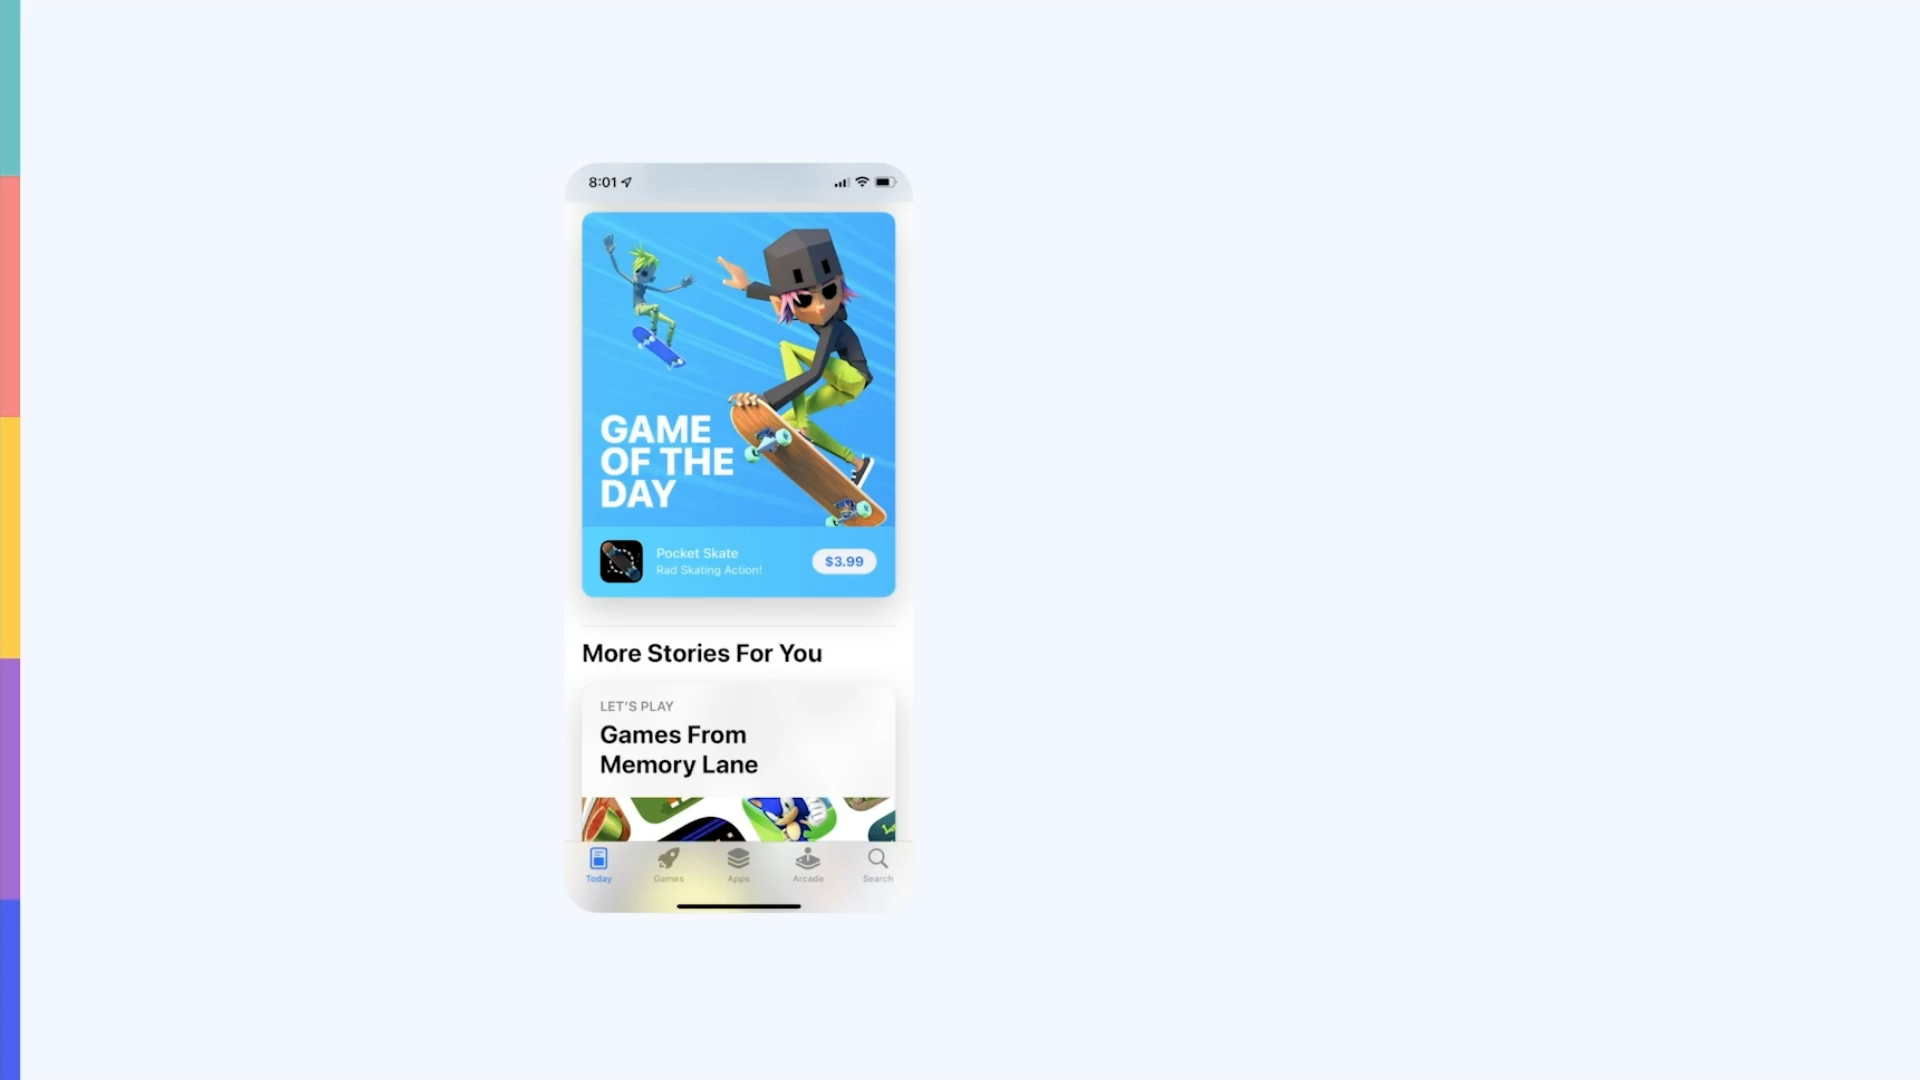 8:01
GAME
OF THE
DAY
Pocket Skate
Rad Skating Action!
$3.99
More Stories For You
LET'S PLAY
Games From
Memory Lane
Today
Games
Apps
Arcade
Search